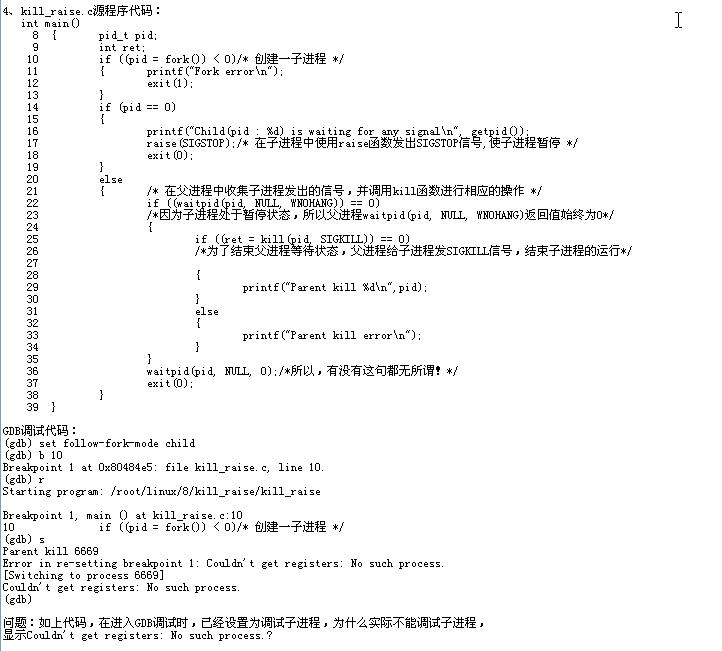 4、kill_raise.c源程序代码：
int main()
8 { pid_t pid;
9 int ret;
10 if ((pid = fork()) < 0)/* 创建一子进程 */
11 { printf("Fork error\n");
12 exit(1);
13 }
14 if (pid == 0)
15 {
16 printf("Child(pid : %d) is waiting for any signal\n", getpid());
17 raise(SIGSTOP);/* 在子进程中使用raise函数发出SIGSTOP信号,使子进程暂停 */
18 exit(0);
19 }
20 else
21 { /* 在父进程中收集子进程发出的信号，并调用kill函数进行相应的操作 */
22 if ((waitpid(pid, NULL, WNOHANG)) == 0)
23 /*因为子进程处于暂停状态，所以父进程waitpid(pid, NULL, WNOHANG)返回值始终为0*/
24 {
25 if ((ret = kill(pid, SIGKILL)) == 0)
26 /*为了结束父进程等待状态，父进程给子进程发SIGKILL信号，结束子进程的运行*/
27
28 {
29 printf("Parent kill %d\n",pid);
30 }
31 else
32 {
33 printf("Parent kill error\n");
34 }
35 }
36 waitpid(pid, NULL, 0);/*所以，有没有这句都无所谓！*/
37 exit(0);
38 }
39 }
GDB调试代码：
(gdb) set follow-fork-mode child
(gdb) b 10
Breakpoint 1 at 0x80484e5: file kill_raise.c, line 10.
(gdb) r
Starting program: /root/linux/8/kill_raise/kill_raise
Breakpoint 1, main () at kill_raise.c:10
10 if ((pid = fork()) < 0)/* 创建一子进程 */
(gdb) s
Parent kill 6669
Error in re-setting breakpoint 1: Couldn't get registers: No such process.
[Switching to process 6669]
Couldn't get registers: No such process.
(gdb)
问题：如上代码，在进入GDB调试时，已经设置为调试子进程，为什么实际不能调试子进程，
显示Couldn't get registers: No such process.?